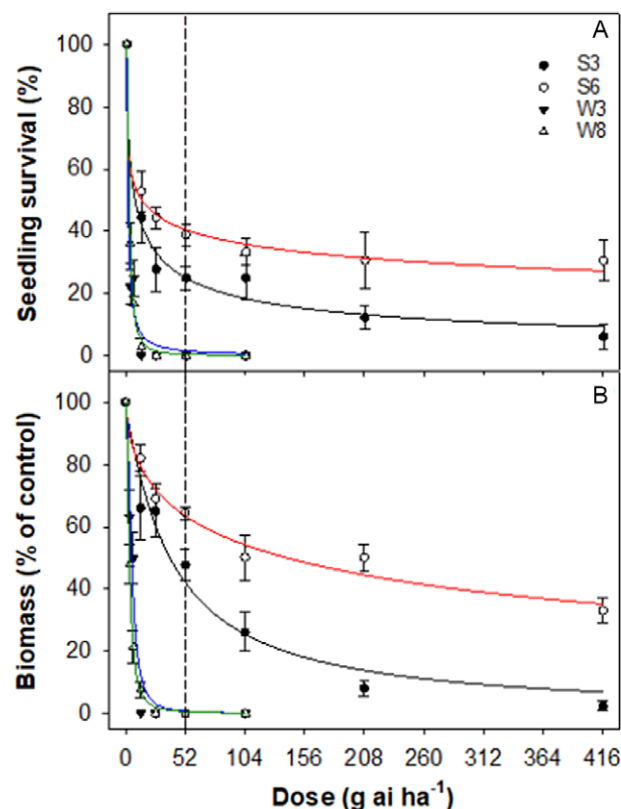 A
S3
S6
W3
W8
Seedling survival (%)
100
80
60
40
20
0
B
Biomass (% of control)
100
80
60
40
20
0
0 52 104 156 208 260 312 364 416
Dose (g ai ha⁻¹)